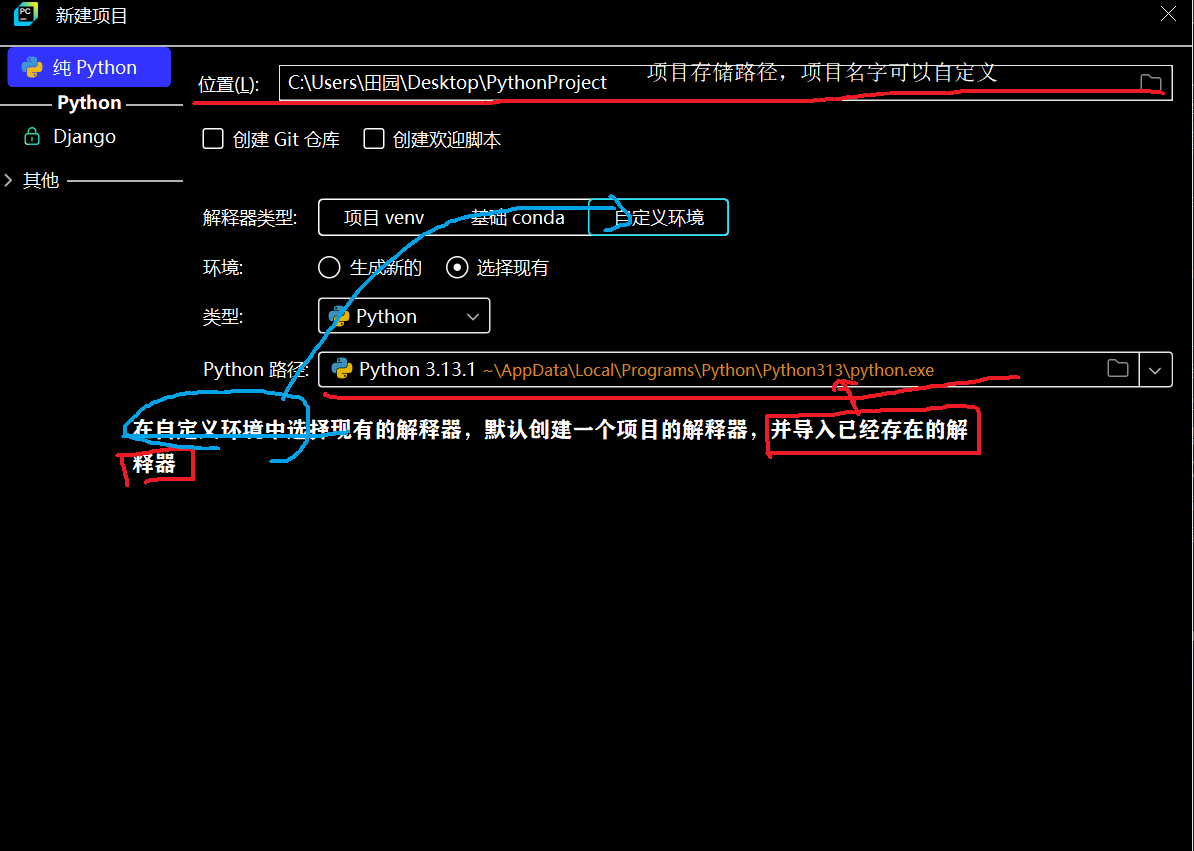 PC
新建项目
纯 Python
Python
Django
其他
位置(L):
C:\Users\田园\Desktop\PythonProject
项目存储路径，项目名字可以自定义
创建 Git 仓库
创建欢迎脚本
解释器类型:
项目 venv
基础 conda
自定义环境
环境:
生成新的
选择现有
类型:
Python
Python 路径:
Python 3.13.1 ~\AppData\Local\Programs\Python\Python313\python.exe
在自定义环境中选择现有的解释器，默认创建一个项目的解释器，并导入已经存在的解
释器